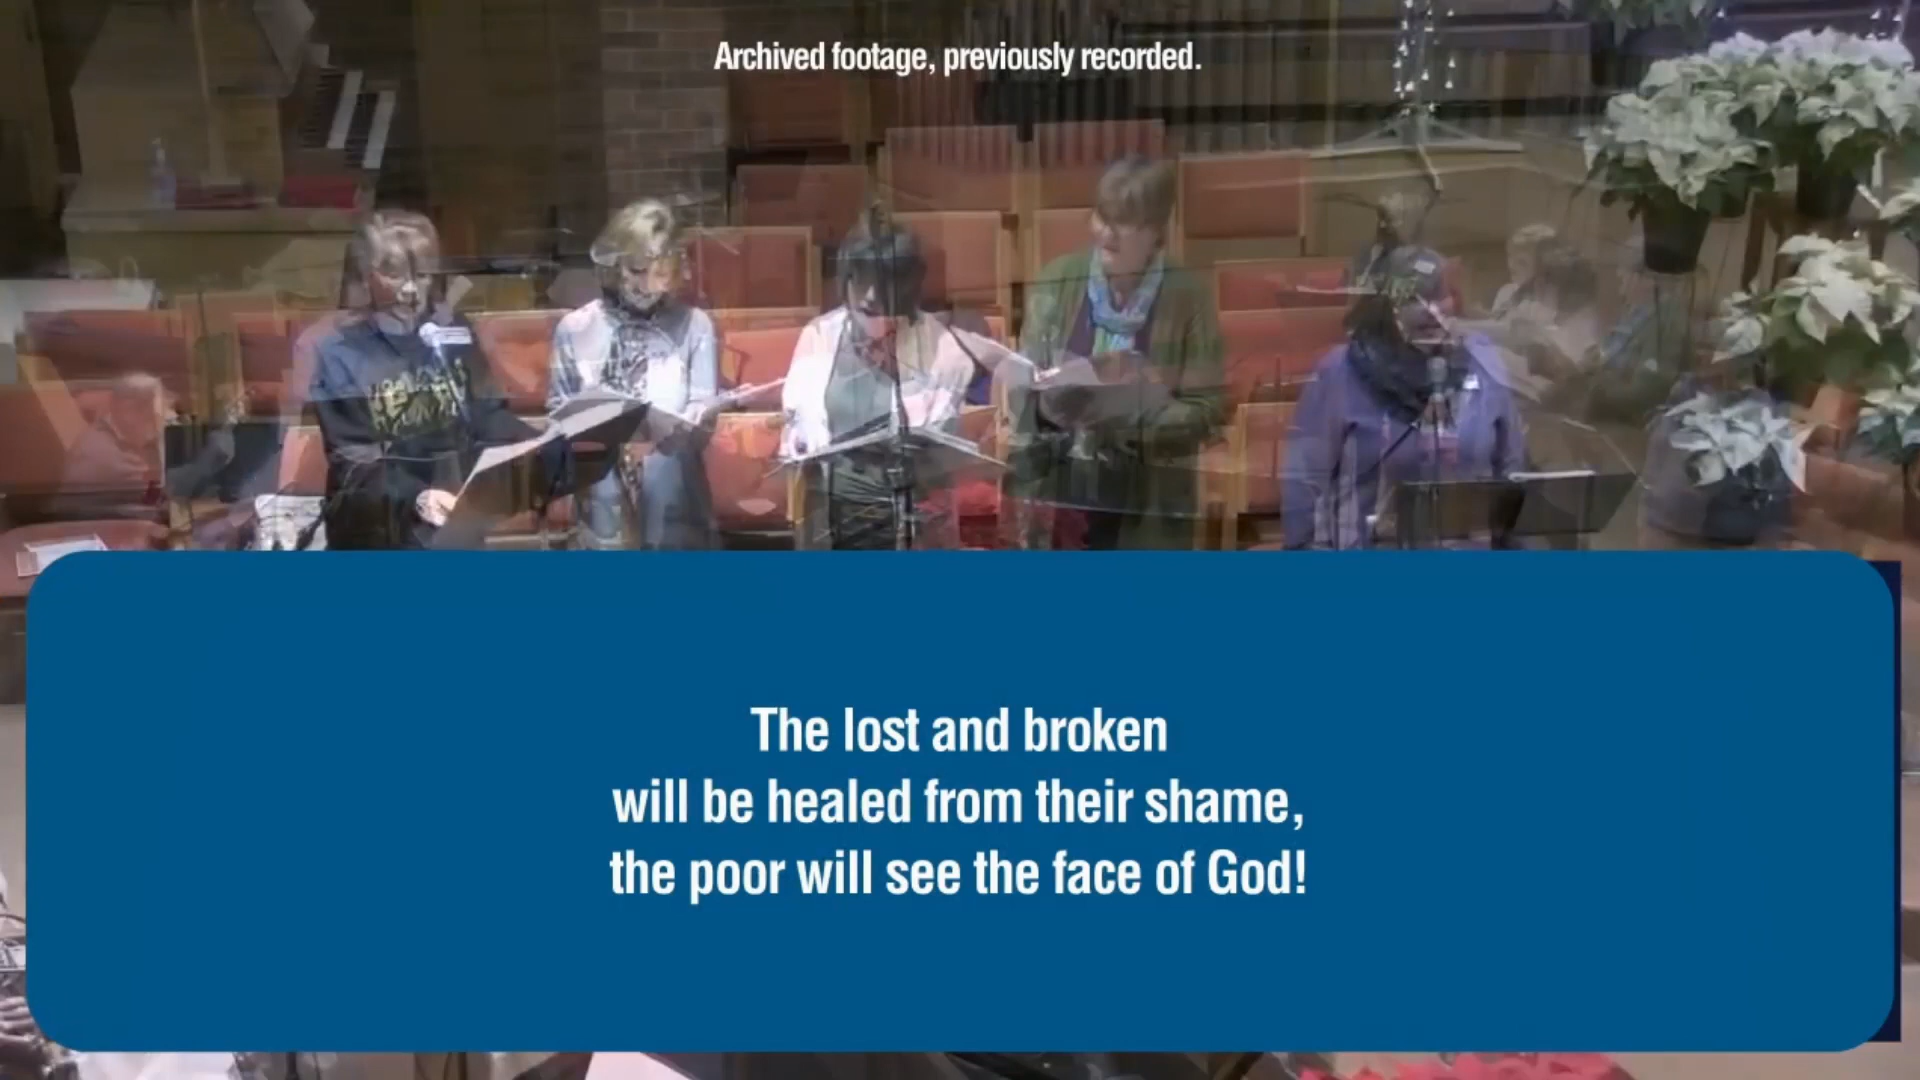 Archived footage, previously recorded.
The lost and broken
will be healed from their shame,
the poor will see the face of God!